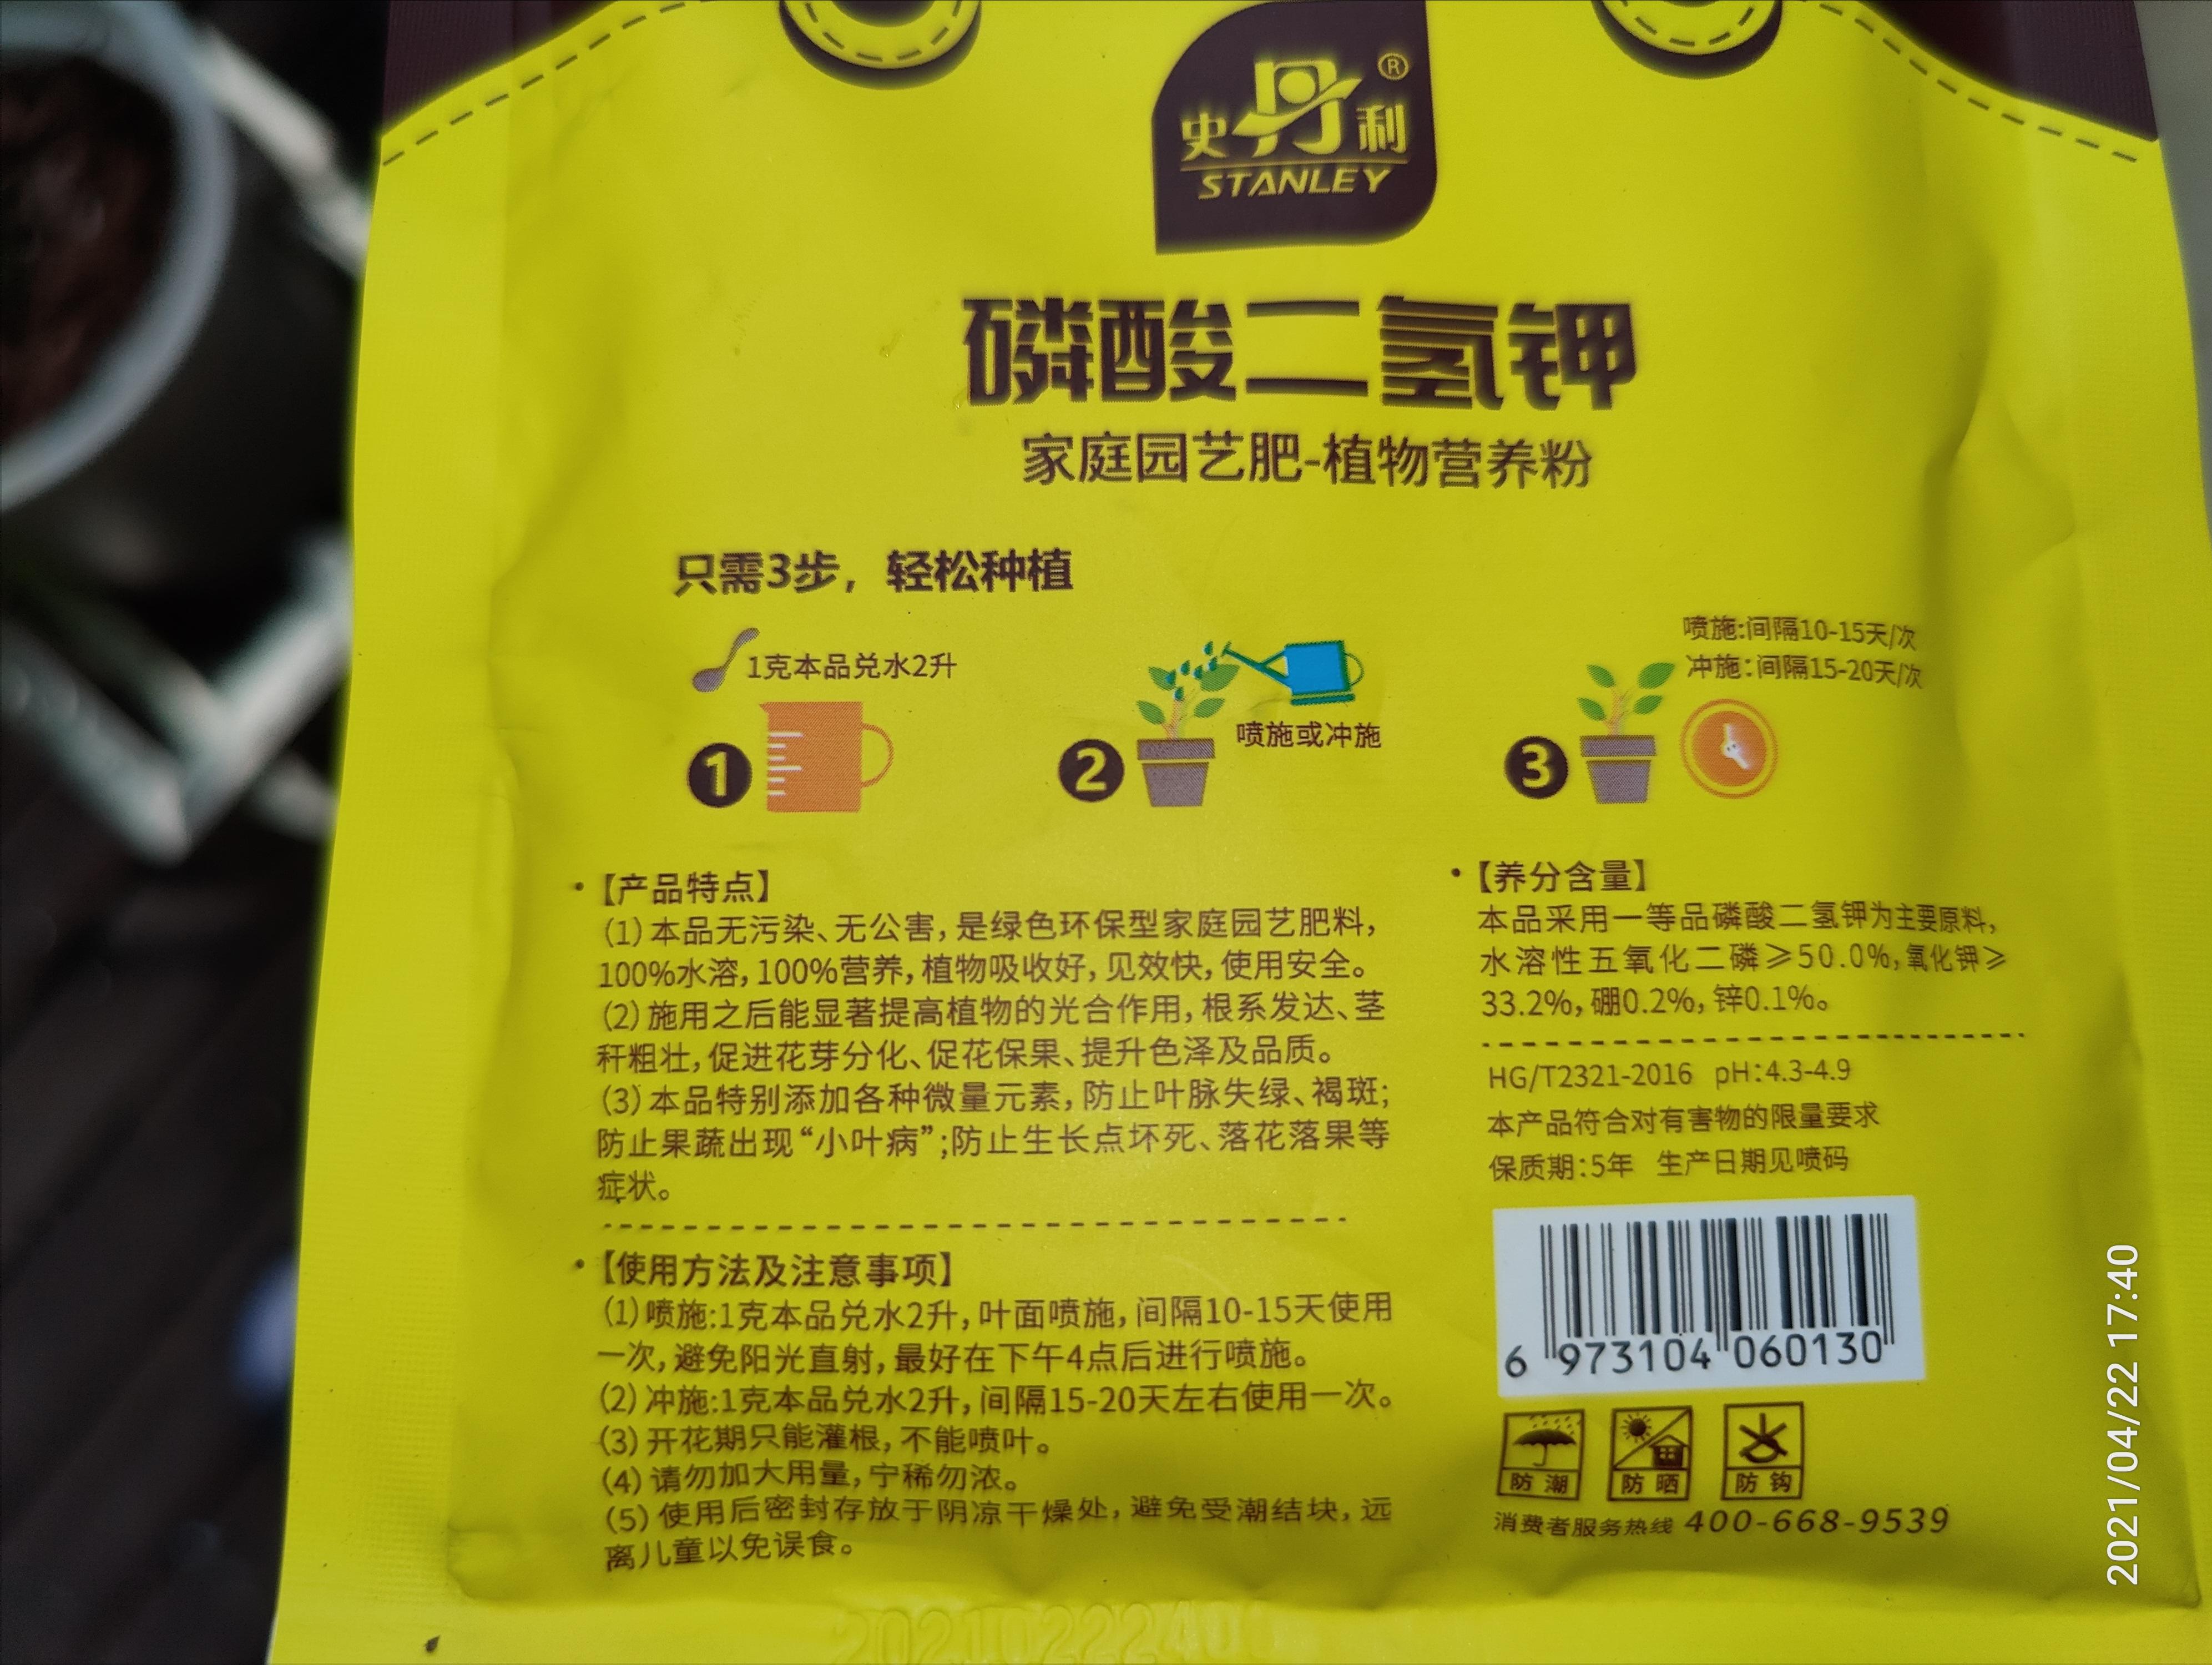 史丹利®
STANLEY
磷酸二氢钾
家庭园艺肥-植物营养粉
只需3步，轻松种植
1克本品兑水2升
1
喷施或冲施
2
喷施:间隔10-15天/次
冲施:间隔15-20天/次
3
·【产品特点】
(1)本品无污染、无公害,是绿色环保型家庭园艺肥料,
100%水溶,100%营养,植物吸收好,见效快,使用安全。
(2)施用之后能显著提高植物的光合作用,根系发达、茎
秆粗壮,促进花芽分化、促花保果、提升色泽及品质。
(3)本品特别添加各种微量元素,防止叶脉失绿、褐斑;
防止果蔬出现“小叶病”;防止生长点坏死、落花落果等
症状。
·【使用方法及注意事项】
(1)喷施:1克本品兑水2升,叶面喷施,间隔10-15天使用
一次,避免阳光直射,最好在下午4点后进行喷施。
(2)冲施:1克本品兑水2升,间隔15-20天左右使用一次。
(3)开花期只能灌根,不能喷叶。
(4)请勿加大用量,宁稀勿浓。
(5)使用后密封存放于阴凉干燥处,避免受潮结块,远
离儿童以免误食。
·【养分含量】
本品采用一等品磷酸二氢钾为主要原料,
水溶性五氧化二磷≥50.0%,氧化钾≥
33.2%,硼0.2%,锌0.1%。
HG/T2321-2016 pH:4.3-4.9
本产品符合对有害物的限量要求
保质期:5年 生产日期见喷码
6 973104 060130
防潮 防晒 防钩
消费者服务热线 400-668-9539
2021/04/22 17:40